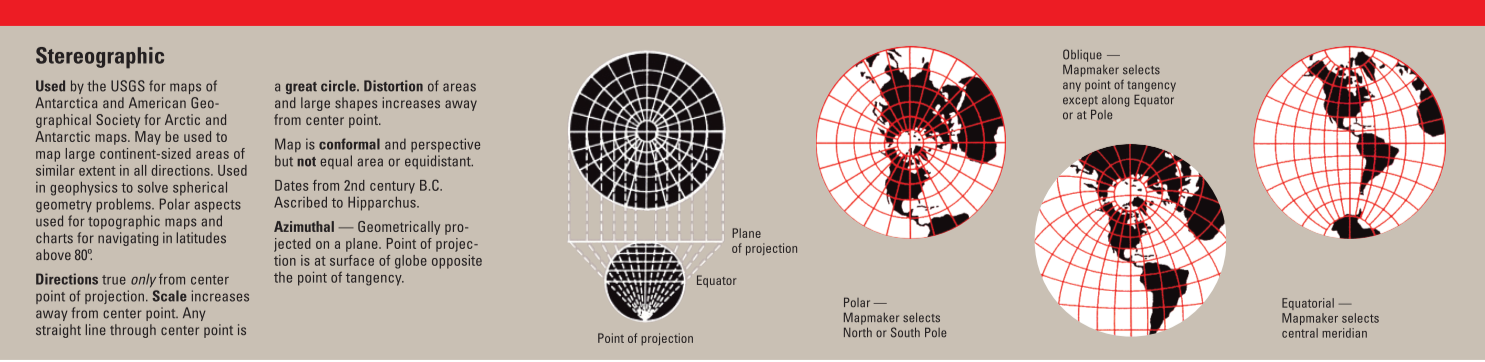 Stereographic
Used by the USGS for maps of
Antarctica and American Geo-
graphical Society for Arctic and
Antarctic maps. May be used to
map large continent-sized areas of
similar extent in all directions. Used
in geophysics to solve spherical
geometry problems. Polar aspects
used for topographic maps and
charts for navigating in latitudes
above 80º.
Directions true only from center
point of projection. Scale increases
away from center point. Any
straight line through center point is
a great circle. Distortion of areas
and large shapes increases away
from center point.
Map is conformal and perspective
but not equal area or equidistant.
Dates from 2nd century B.C.
Ascribed to Hipparchus.
Azimuthal — Geometrically pro-
jected on a plane. Point of projec-
tion is at surface of globe opposite
the point of tangency.
Plane
of projection
Equator
Point of projection
Polar —
Mapmaker selects
North or South Pole
Oblique —
Mapmaker selects
any point of tangency
except along Equator
or at Pole
Equatorial —
Mapmaker selects
central meridian